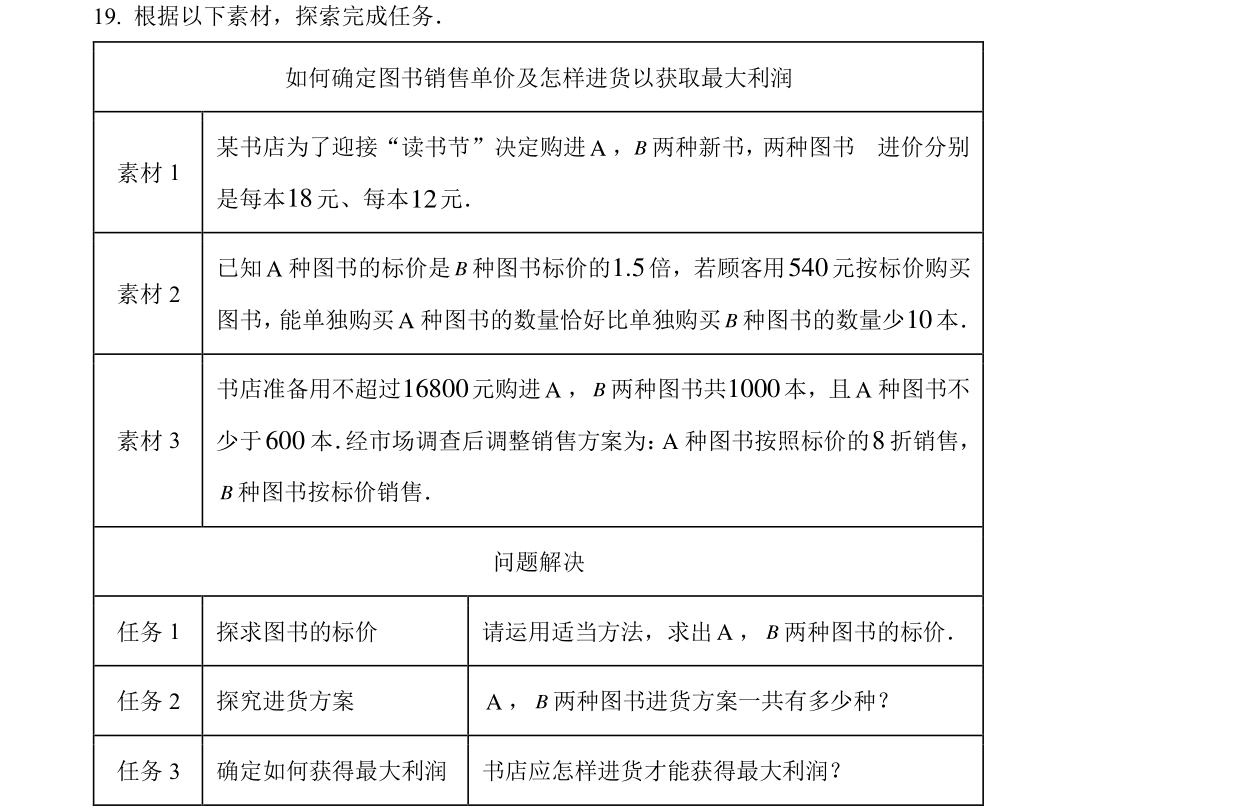 19. 根据以下素材，探索完成任务．
如何确定图书销售单价及怎样进货以获取最大利润
素材 1
某书店为了迎接“读书节”决定购进 A ，B 两种新书，两种图书 进价分别
是每本18 元、每本12 元．
素材 2
已知 A 种图书的标价是 B 种图书标价的1.5 倍，若顾客用 540 元按标价购买
图书，能单独购买 A 种图书的数量恰好比单独购买 B 种图书的数量少10 本．
素材 3
书店准备用不超过16800 元购进 A ，B 两种图书共1000 本，且 A 种图书不
少于 600 本．经市场调查后调整销售方案为：A 种图书按照标价的8 折销售，
B 种图书按标价销售．
问题解决
任务 1 探求图书的标价 请运用适当方法，求出 A ，B 两种图书的标价．
任务 2 探究进货方案 A ，B 两种图书进货方案一共有多少种？
任务 3 确定如何获得最大利润 书店应怎样进货才能获得最大利润？